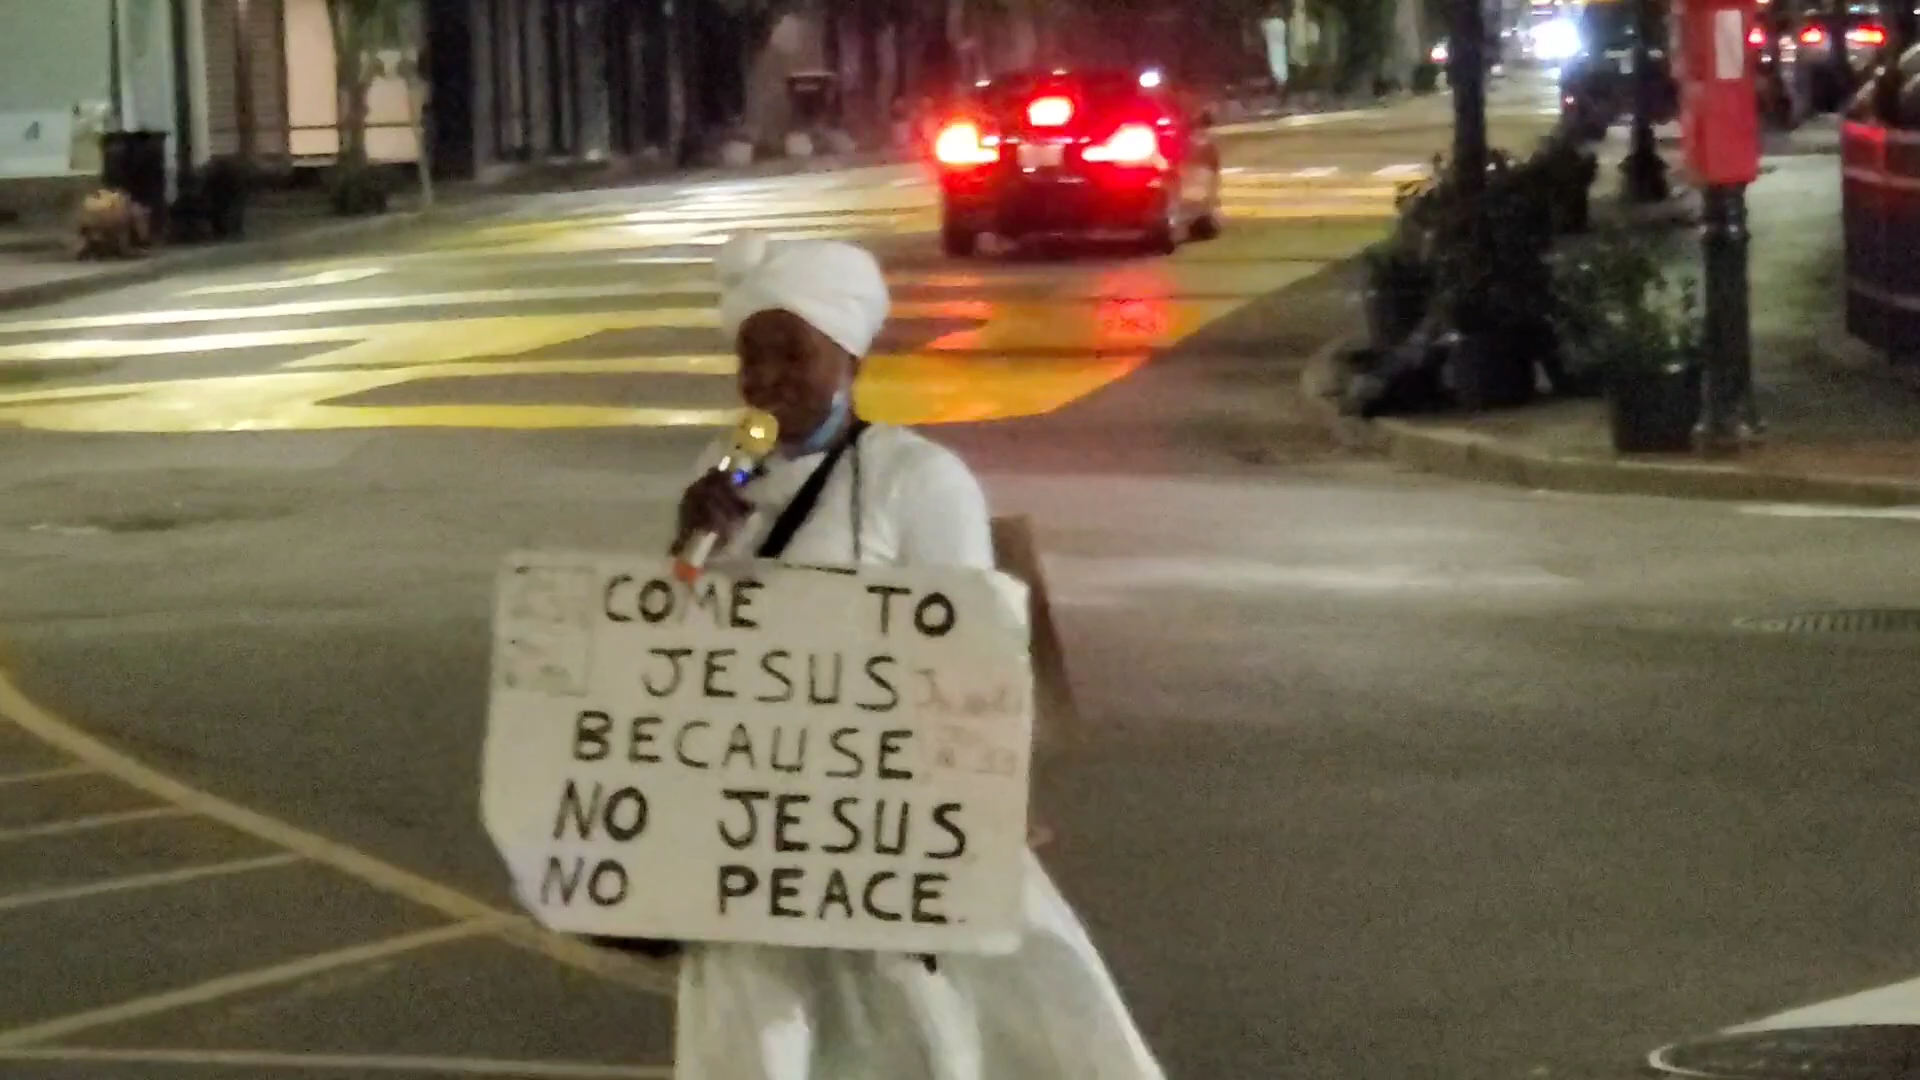 COME TO
JESUS
BECAUSE
NO JESUS
NO PEACE.